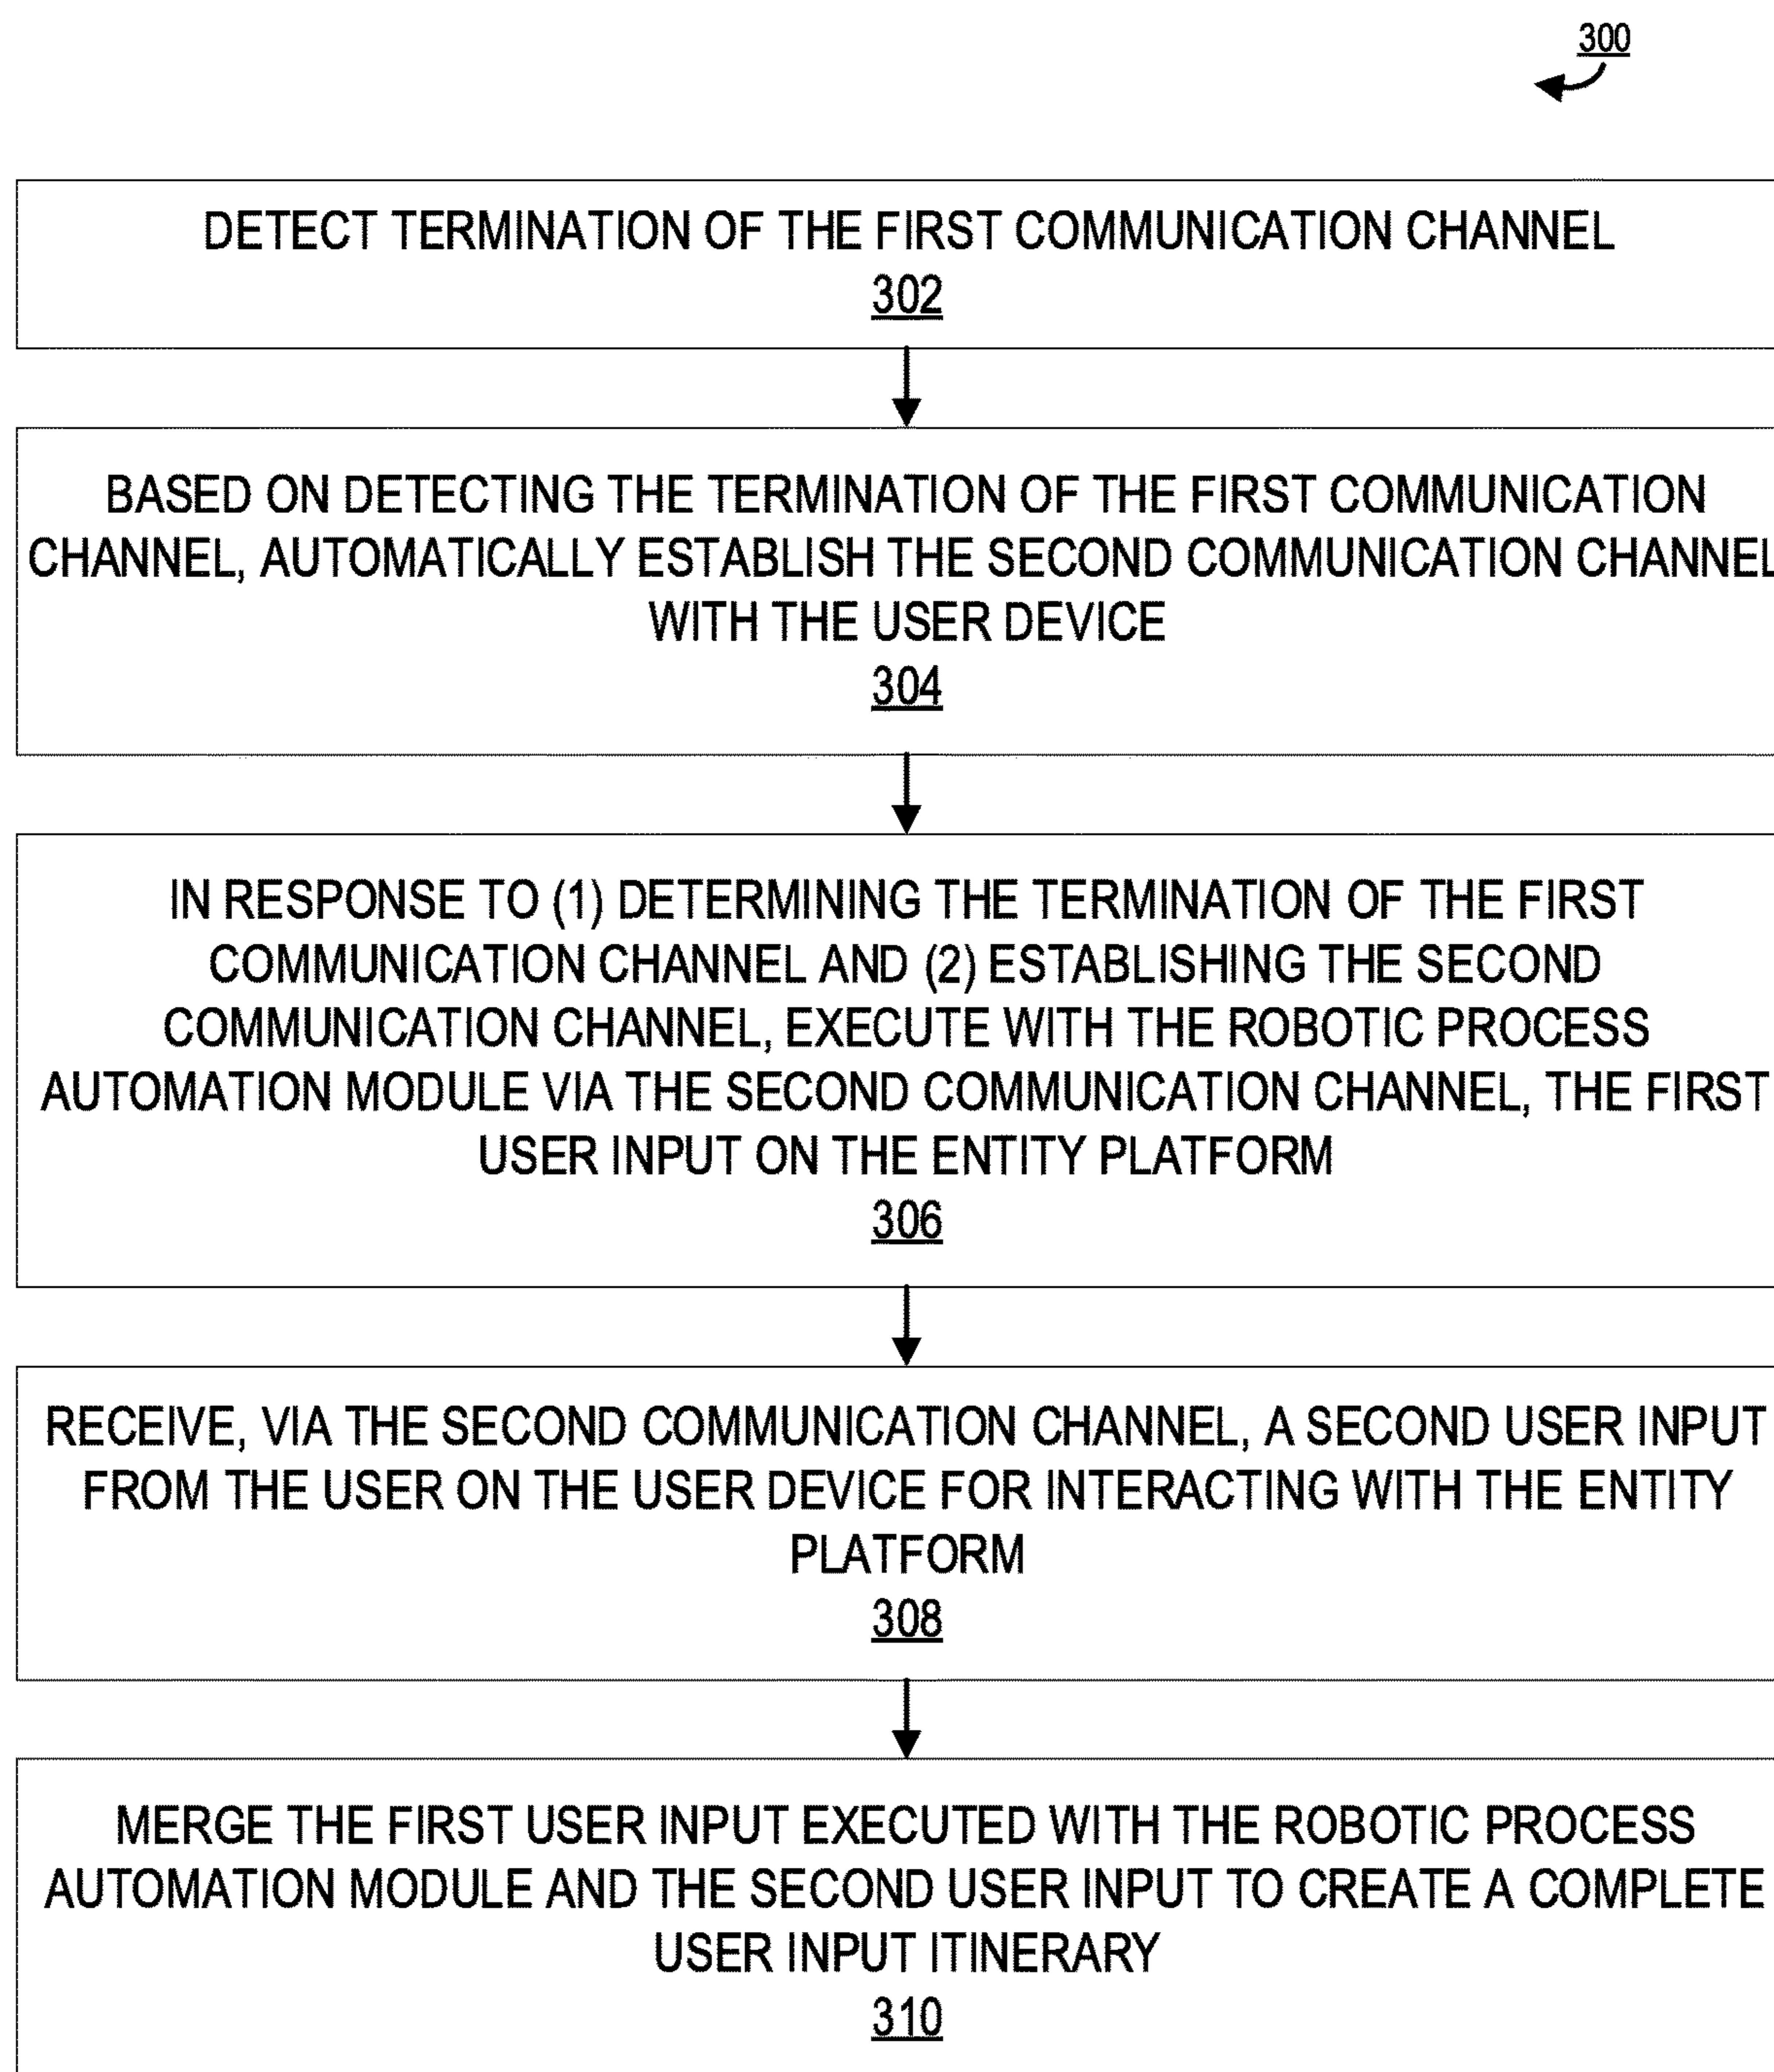 300
DETECT TERMINATION OF THE FIRST COMMUNICATION CHANNEL
302
BASED ON DETECTING THE TERMINATION OF THE FIRST COMMUNICATION
CHANNEL, AUTOMATICALLY ESTABLISH THE SECOND COMMUNICATION CHANNEL
WITH THE USER DEVICE
304
IN RESPONSE TO (1) DETERMINING THE TERMINATION OF THE FIRST
COMMUNICATION CHANNEL AND (2) ESTABLISHING THE SECOND
COMMUNICATION CHANNEL, EXECUTE WITH THE ROBOTIC PROCESS
AUTOMATION MODULE VIA THE SECOND COMMUNICATION CHANNEL, THE FIRST
USER INPUT ON THE ENTITY PLATFORM
306
RECEIVE, VIA THE SECOND COMMUNICATION CHANNEL, A SECOND USER INPUT
FROM THE USER ON THE USER DEVICE FOR INTERACTING WITH THE ENTITY
PLATFORM
308
MERGE THE FIRST USER INPUT EXECUTED WITH THE ROBOTIC PROCESS
AUTOMATION MODULE AND THE SECOND USER INPUT TO CREATE A COMPLETE
USER INPUT ITINERARY
310